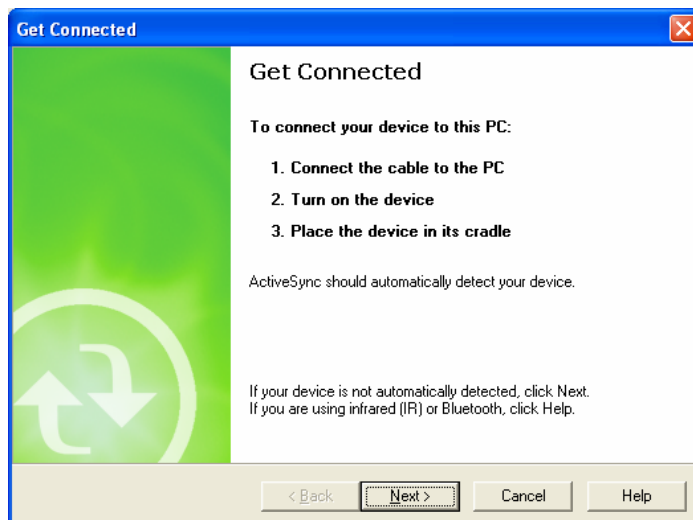 Get Connected
Get Connected
To connect your device to this PC:
1. Connect the cable to the PC
2. Turn on the device
3. Place the device in its cradle
ActiveSync should automatically detect your device.
If your device is not automatically detected, click Next.
If you are using infrared (IR) or Bluetooth, click Help.
< Back Next > Cancel Help